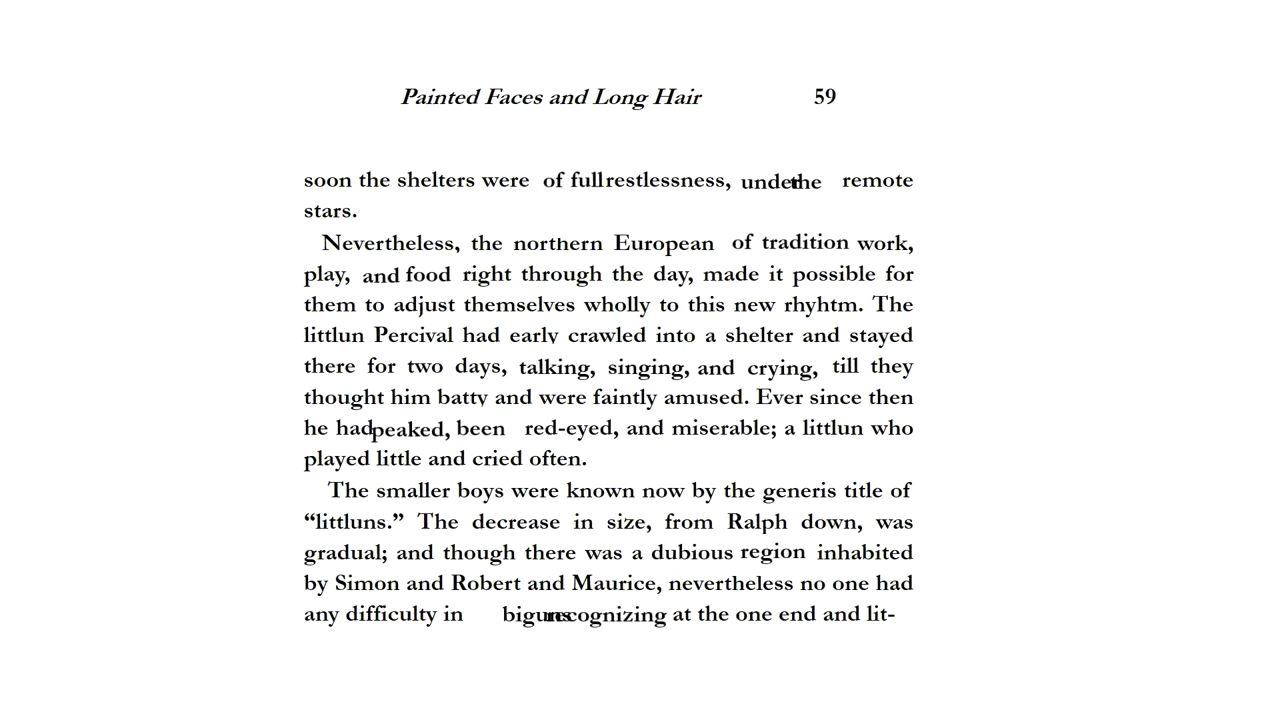 Painted Faces and Long Hair 59
soon the shelters were of full restlessness, under the remote
stars.
Nevertheless, the northern European of tradition work,
play, and food right through the day, made it possible for
them to adjust themselves wholly to this new rhyhtm. The
littlun Percival had early crawled into a shelter and stayed
there for two days, talking, singing, and crying, till they
thought him batty and were faintly amused. Ever since then
he had peaked, been red-eyed, and miserable; a littlun who
played little and cried often.
The smaller boys were known now by the generis title of
“littluns.” The decrease in size, from Ralph down, was
gradual; and though there was a dubious region inhabited
by Simon and Robert and Maurice, nevertheless no one had
any difficulty in biguns recognizing at the one end and lit-